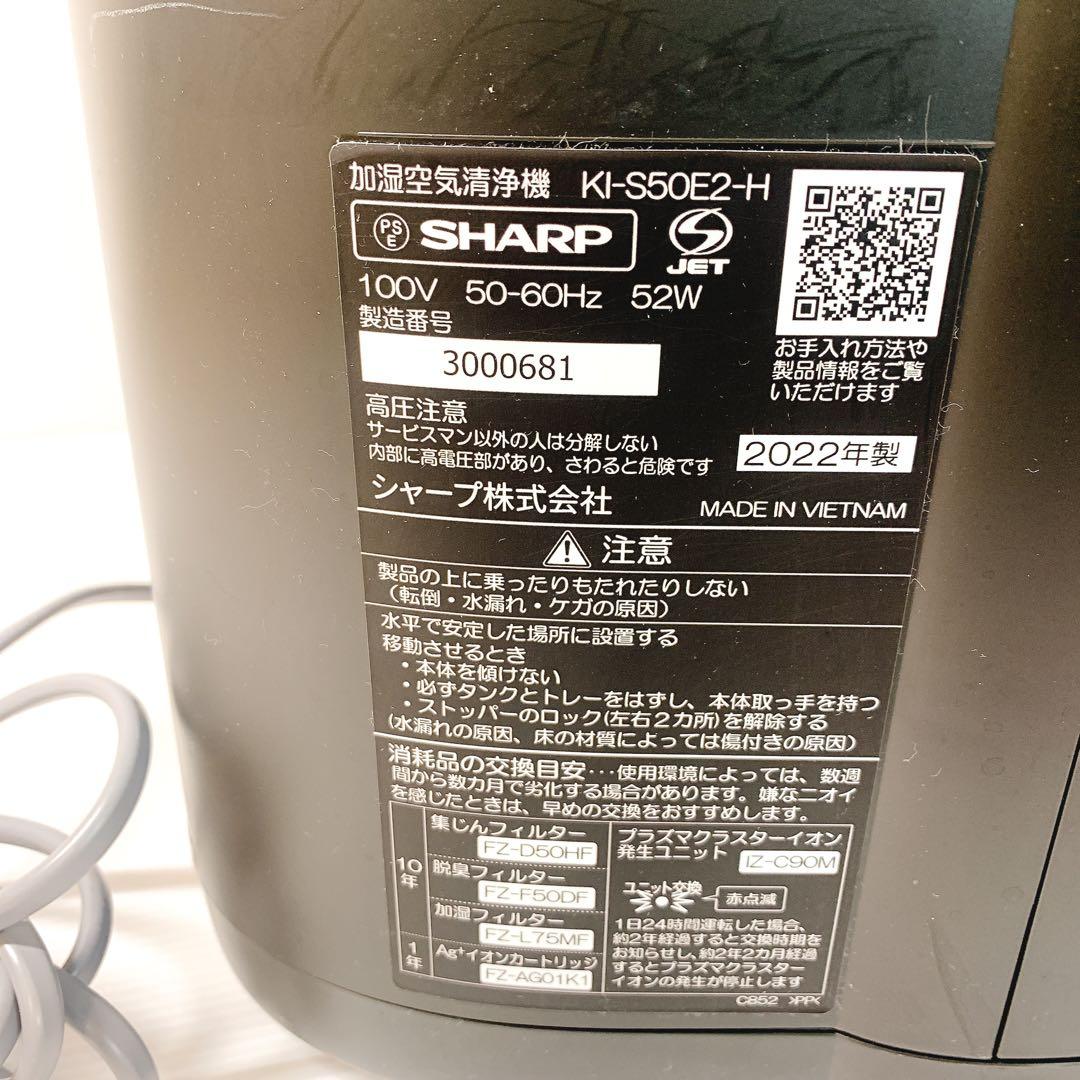 加湿空気清浄機 KI-S50E2-H
PS E SHARP JET
100V 50-60Hz 52W
製造番号
3000681
お手入れ方法や
製品情報をご覧
いただけます
高圧注意
サービスマン以外の人は分解しない
内部に高電圧部があり、さわると危険です
2022年製
シャープ株式会社
MADE IN VIETNAM
注意
製品の上に乗ったりもたれたりしない
(転倒・水漏れ・ケガの原因)
水平で安定した場所に設置する
移動させるとき
・本体を傾けない
・必ずタンクとトレーをはずし、本体取っ手を持つ
・ストッパーのロック(左右2カ所)を解除する
(水漏れの原因、床の材質によっては傷付きの原因)
消耗品の交換目安・・・使用環境によっては、数週
間から数カ月で劣化する場合があります。嫌なニオイ
を感じたときは、早めの交換をおすすめします。
10年
集じんフィルター
FZ-D50HF
脱臭フィルター
FZ-F50DF
加湿フィルター
FZ-L75MF
1年
Ag⁺イオンカートリッジ
FZ-AG01K1
プラズマクラスターイオン
発生ユニット IZ-C90M
ユニット交換
赤点滅
1日24時間運転した場合、
約2年経過すると交換時期を
お知らせし、約2年2カ月経過
するとプラズマクラスター
イオンの発生が停止します
C852 >PP<